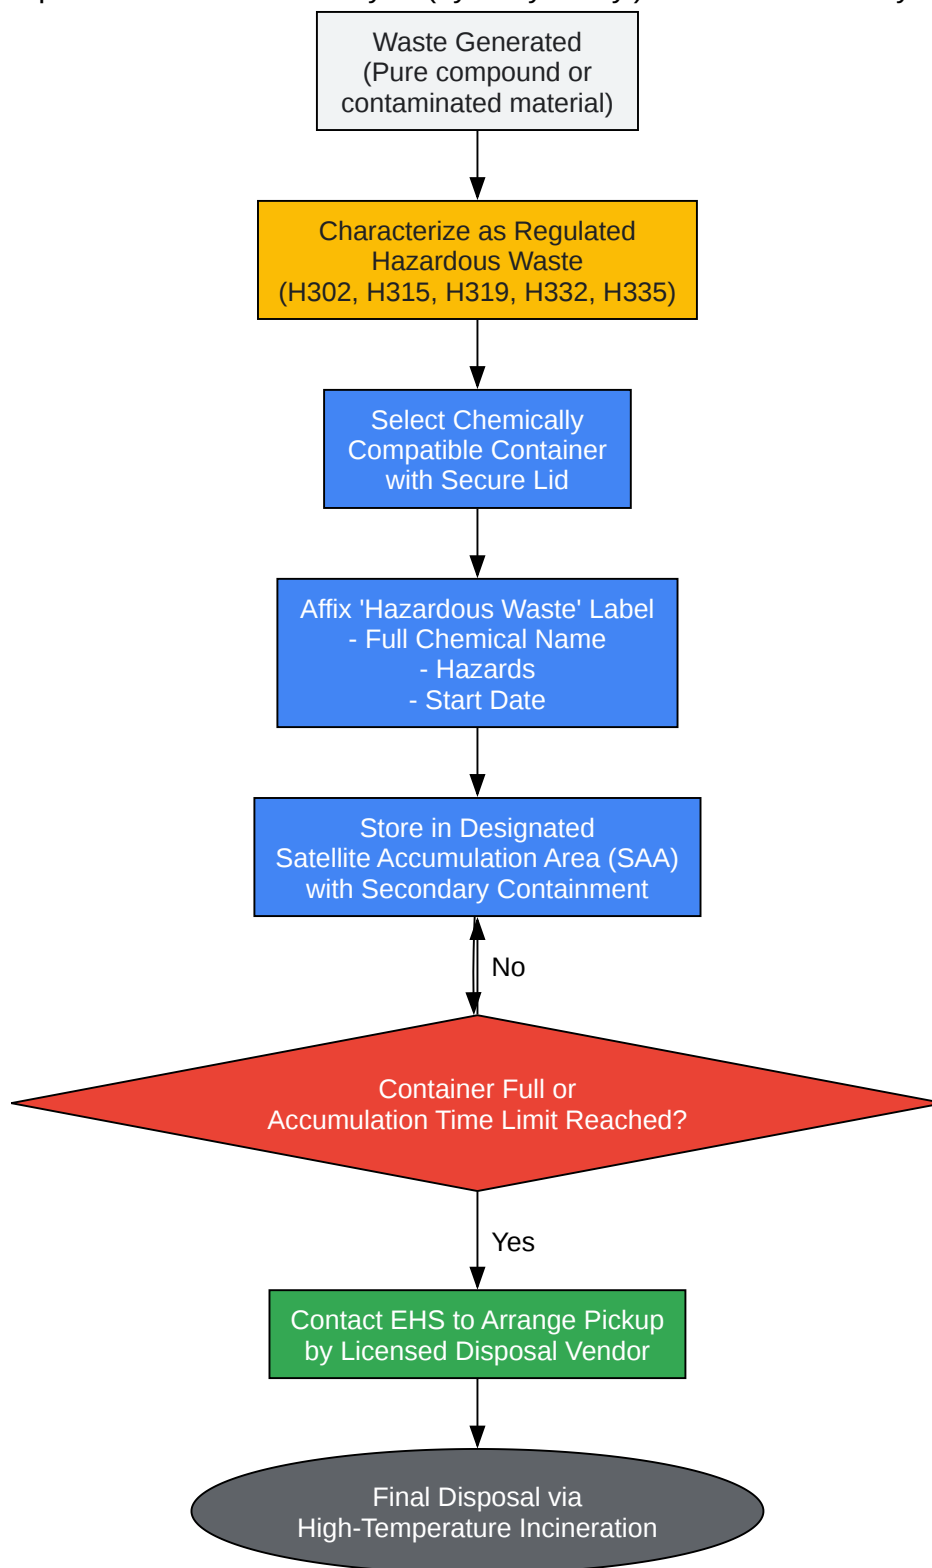 Waste Generated
(Pure compound or
contaminated material)
Characterize as Regulated
Hazardous Waste
(H302, H315, H319, H332, H335)
Select Chemically
Compatible Container
with Secure Lid
Affix 'Hazardous Waste' Label
- Full Chemical Name
- Hazards
- Start Date
Store in Designated
Satellite Accumulation Area (SAA)
with Secondary Containment
No
Container Full or
Accumulation Time Limit Reached?
Yes
Contact EHS to Arrange Pickup
by Licensed Disposal Vendor
Final Disposal via
High-Temperature Incineration